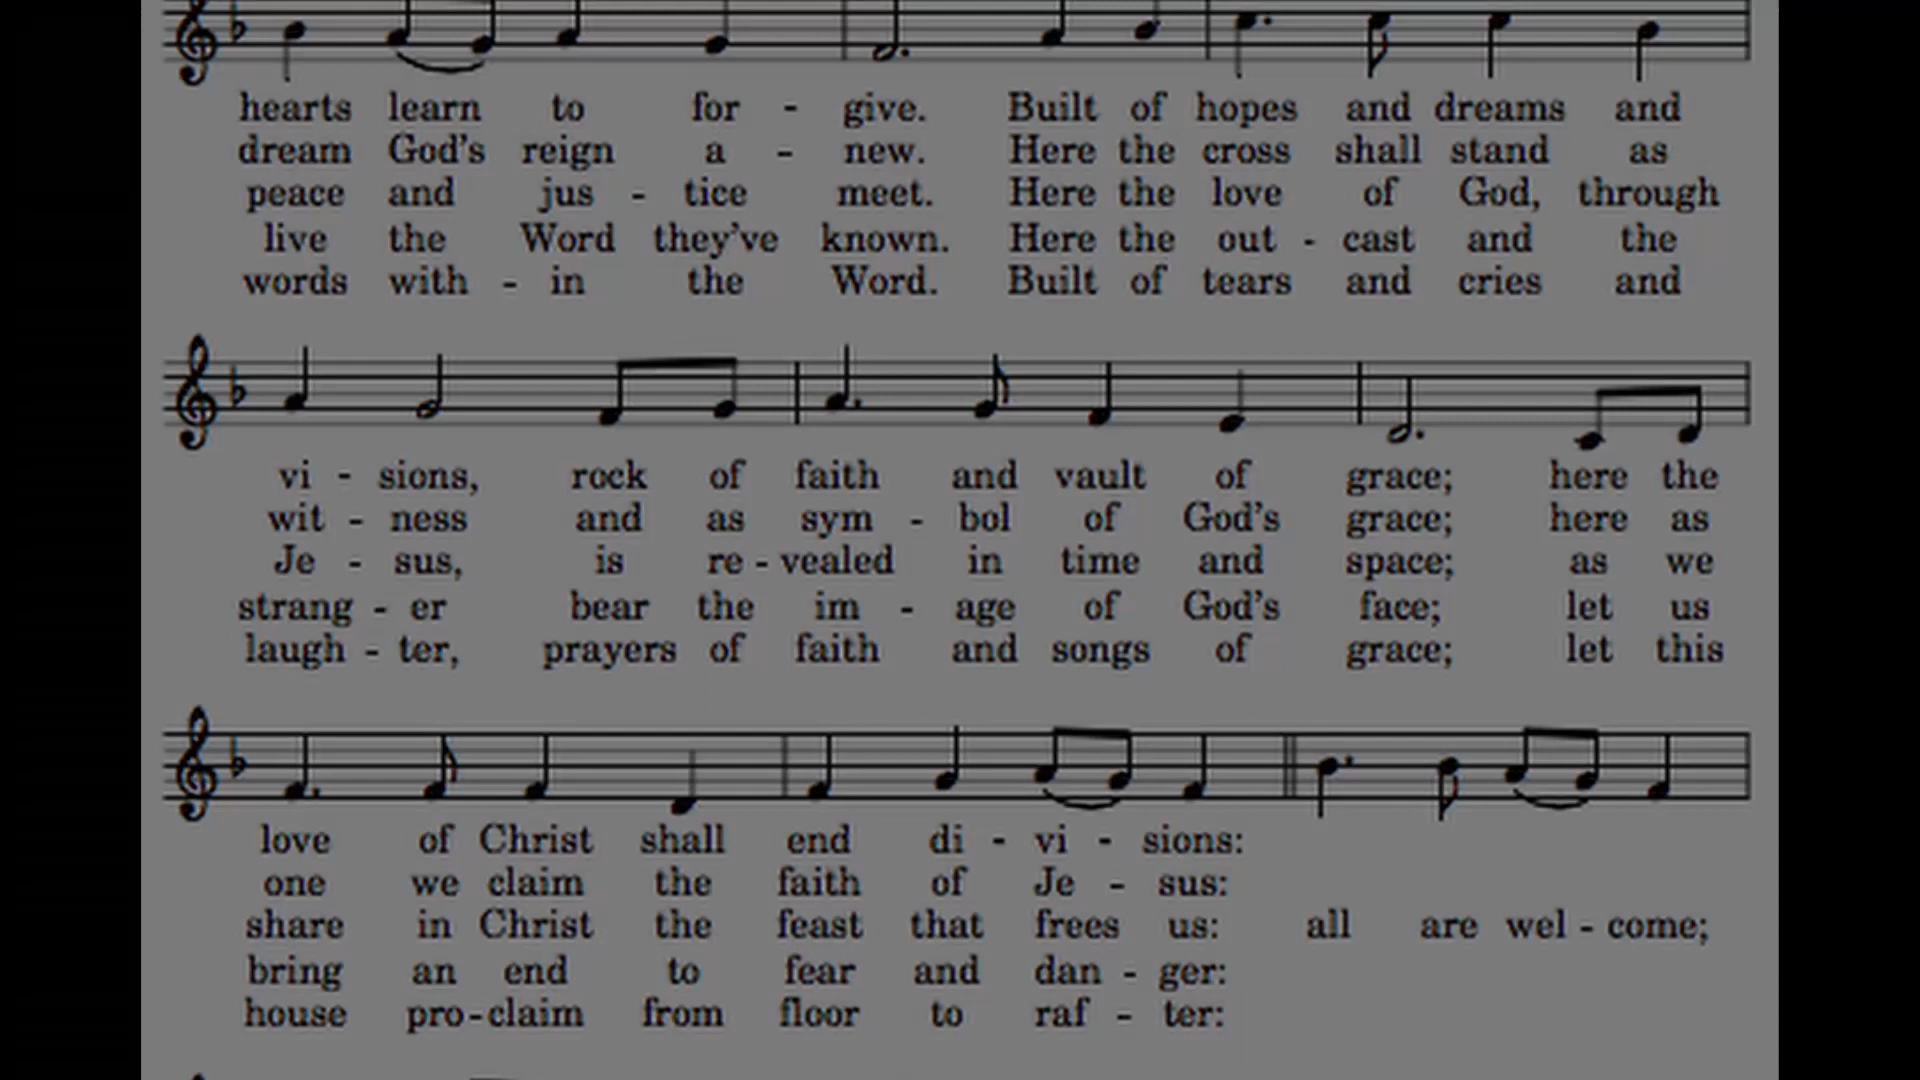 hearts learn to for - give. Built of hopes and dreams and
dream God's reign a - new. Here the cross shall stand as
peace and jus - tice meet. Here the love of God, through
live the Word they've known. Here the out - cast and the
words with - in the Word. Built of tears and cries and
vi - sions, rock of faith and vault of grace; here the
wit - ness and as sym - bol of God's grace; here as
Je - sus, is re - vealed in time and space; as we
strang - er bear the im - age of God's face; let us
laugh - ter, prayers of faith and songs of grace; let this
love of Christ shall end di - vi - sions:
one we claim the faith of Je - sus:
share in Christ the feast that frees us: all are wel - come;
bring an end to fear and dan - ger:
house pro - claim from floor to raf - ter: